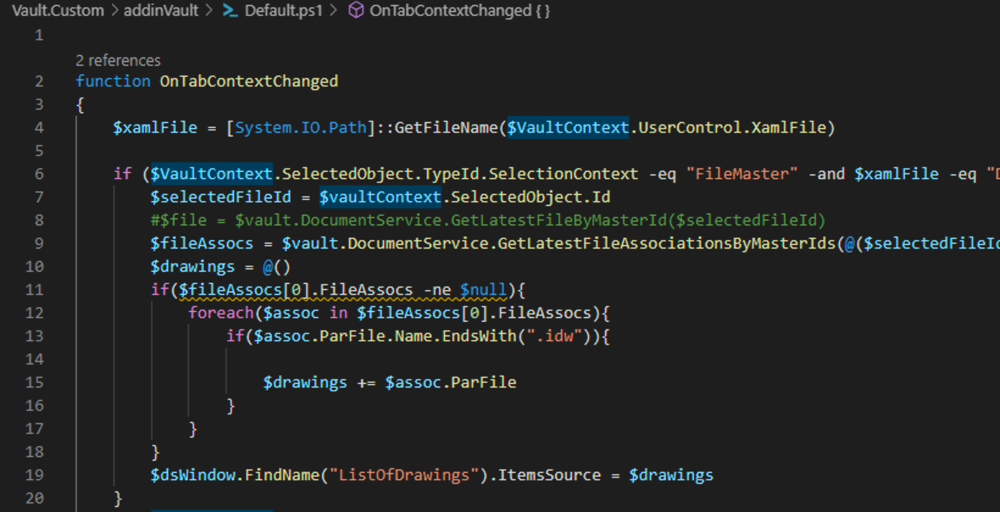 Vault.Custom > addinVault > Default.ps1 > OnTabContextChanged { }
1
2 references
2 function OnTabContextChanged
3 {
4 $xamlFile = [System.IO.Path]::GetFileName($VaultContext.UserControl.XamlFile)
5
6 if ($VaultContext.SelectedObject.TypeId.SelectionContext -eq "FileMaster" -and $xamlFile -eq "
7 $selectedFileId = $vaultContext.SelectedObject.Id
8 #$file = $vault.DocumentService.GetLatestFileByMasterId($selectedFileId)
9 $fileAssocs = $vault.DocumentService.GetLatestFileAssociationsByMasterIds(@($selectedFileId
10 $drawings = @()
11 if($fileAssocs[0].FileAssocs -ne $null){
12 foreach($assoc in $fileAssocs[0].FileAssocs){
13 if($assoc.ParFile.Name.EndsWith(".idw")){
14
15 $drawings += $assoc.ParFile
16 }
17 }
18 }
19 $dsWindow.FindName("ListOfDrawings").ItemsSource = $drawings
20 }